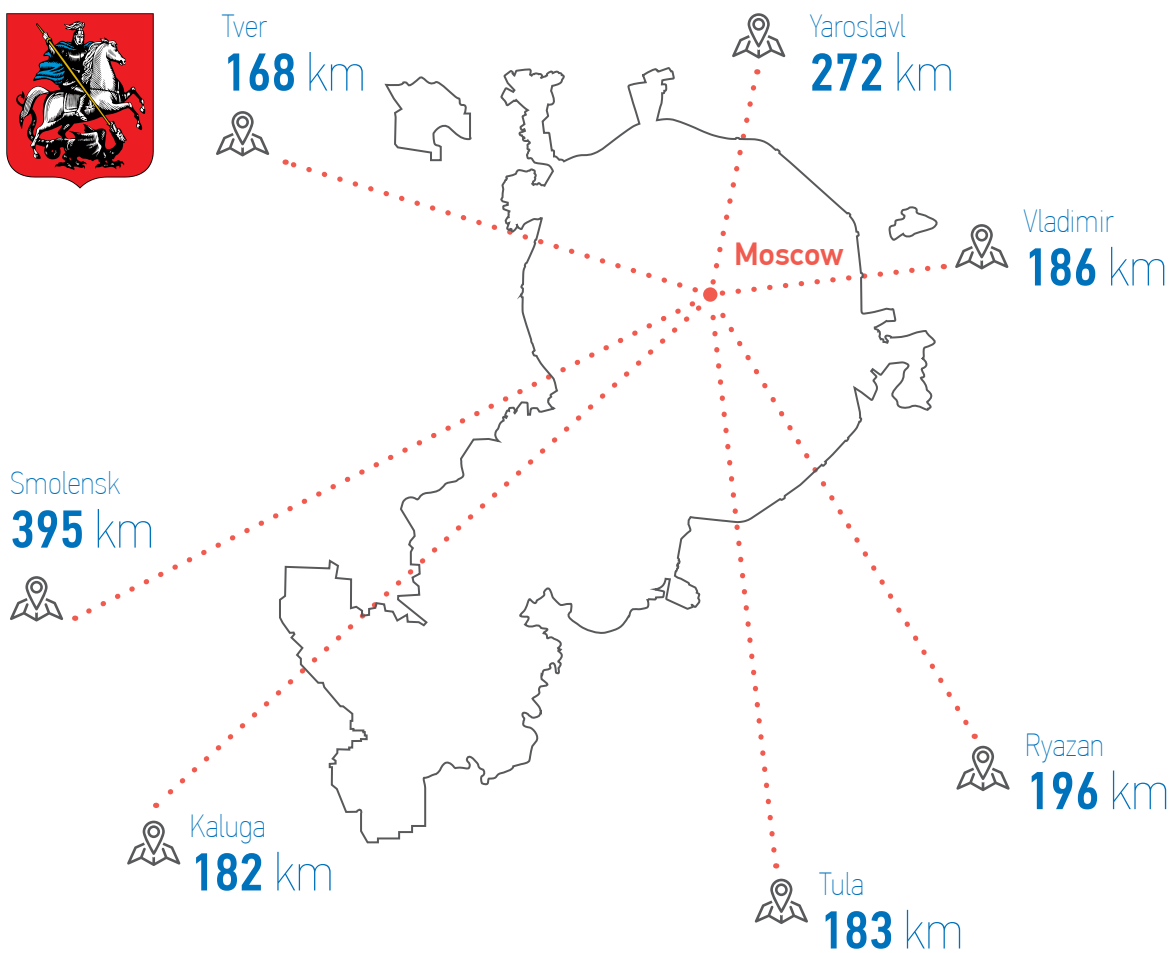 Tver
168 km
Yaroslavl
272 km
Vladimir
186 km
Moscow
Smolensk
395 km
Ryazan
196 km
Kaluga
182 km
Tula
183 km